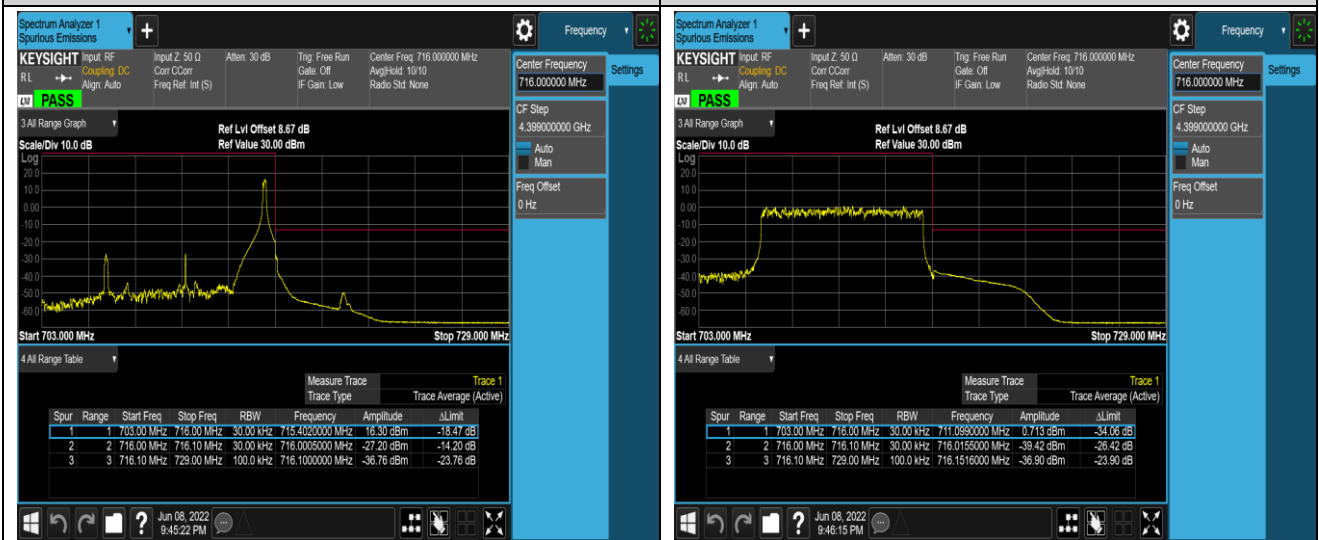 Spectrum Analyzer 1
Spurious Emissions
+
Frequency
KEYSIGHT
Input: RF
Input Z: 50 Ω
Atten: 30 dB
Trig: Free Run
Center Freq: 716.000000 MHz
R L
Coupling: DC
Corr CCorr
Gate: Off
Avg|Hold: 10/10
Align: Auto
Freq Ref: Int (S)
IF Gain: Low
Radio Std: None
LXI
PASS
Center Frequency
716.000000 MHz
Settings
CF Step
4.399000000 GHz
Auto
Man
Freq Offset
0 Hz
3 All Range Graph
Ref Lvl Offset 8.67 dB
Scale/Div 10.0 dB
Ref Value 30.00 dBm
Log
20.0
10.0
0.00
-10.0
-20.0
-30.0
-40.0
-50.0
-60.0
Start 703.000 MHz
Stop 729.000 MHz
4 All Range Table
Measure Trace Trace 1
Trace Type Trace Average (Active)
Spur Range Start Freq Stop Freq RBW Frequency Amplitude ΔLimit
1 1 703.00 MHz 716.00 MHz 30.00 kHz 715.4020000 MHz 16.30 dBm -18.47 dB
2 2 716.00 MHz 716.10 MHz 30.00 kHz 716.0005000 MHz -27.20 dBm -14.20 dB
3 3 716.10 MHz 729.00 MHz 100.0 kHz 716.1000000 MHz -36.76 dBm -23.76 dB
?
Jun 08, 2022
9:45:22 PM
Spectrum Analyzer 1
Spurious Emissions
+
Frequency
KEYSIGHT
Input: RF
Input Z: 50 Ω
Atten: 30 dB
Trig: Free Run
Center Freq: 716.000000 MHz
R L
Coupling: DC
Corr CCorr
Gate: Off
Avg|Hold: 10/10
Align: Auto
Freq Ref: Int (S)
IF Gain: Low
Radio Std: None
LXI
PASS
Center Frequency
716.000000 MHz
Settings
CF Step
4.399000000 GHz
Auto
Man
Freq Offset
0 Hz
3 All Range Graph
Ref Lvl Offset 8.67 dB
Scale/Div 10.0 dB
Ref Value 30.00 dBm
Log
20.0
10.0
0.00
-10.0
-20.0
-30.0
-40.0
-50.0
-60.0
Start 703.000 MHz
Stop 729.000 MHz
4 All Range Table
Measure Trace Trace 1
Trace Type Trace Average (Active)
Spur Range Start Freq Stop Freq RBW Frequency Amplitude ΔLimit
1 1 703.00 MHz 716.00 MHz 30.00 kHz 711.0990000 MHz 0.713 dBm -34.06 dB
2 2 716.00 MHz 716.10 MHz 30.00 kHz 716.0155000 MHz -39.42 dBm -26.42 dB
3 3 716.10 MHz 729.00 MHz 100.0 kHz 716.1516000 MHz -36.90 dBm -23.90 dB
?
Jun 08, 2022
9:46:15 PM